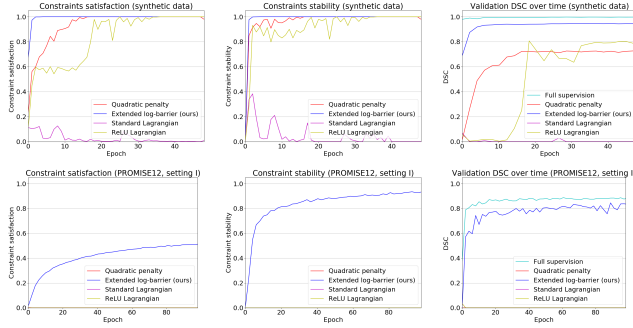 Constraints satisfaction (synthetic data)
Constraint satisfaction
1.0
0.8
0.6
0.4
0.2
0.0
Quadratic penalty
Extended log-barrier (ours)
Standard Lagrangian
ReLU Lagrangian
0 10 20 30 40
Epoch
Constraints stability (synthetic data)
Constraint stability
1.0
0.8
0.6
0.4
0.2
0.0
Quadratic penalty
Extended log-barrier (ours)
Standard Lagrangian
ReLU Lagrangian
0 10 20 30 40
Epoch
Validation DSC over time (synthetic data)
DSC
1.0
0.8
0.6
0.4
0.2
0.0
Full supervision
Quadratic penalty
Extended log-barrier (ours)
Standard Lagrangian
ReLU Lagrangian
0 10 20 30 40
Epoch
Constraint satisfaction (PROMISE12, setting I)
Constraint satisfaction
1.0
0.8
0.6
0.4
0.2
0.0
Quadratic penalty
Extended log-barrier (ours)
Standard Lagrangian
ReLU Lagrangian
0 20 40 60 80
Epoch
Constraint stability (PROMISE12, setting I)
Constraint stability
1.0
0.8
0.6
0.4
0.2
0.0
Quadratic penalty
Extended log-barrier (ours)
Standard Lagrangian
ReLU Lagrangian
0 20 40 60 80
Epoch
Validation DSC over time (PROMISE12, setting I)
DSC
1.0
0.8
0.6
0.4
0.2
0.0
Full supervision
Quadratic penalty
Extended log-barrier (ours)
Standard Lagrangian
ReLU Lagrangian
0 20 40 60 80
Epoch